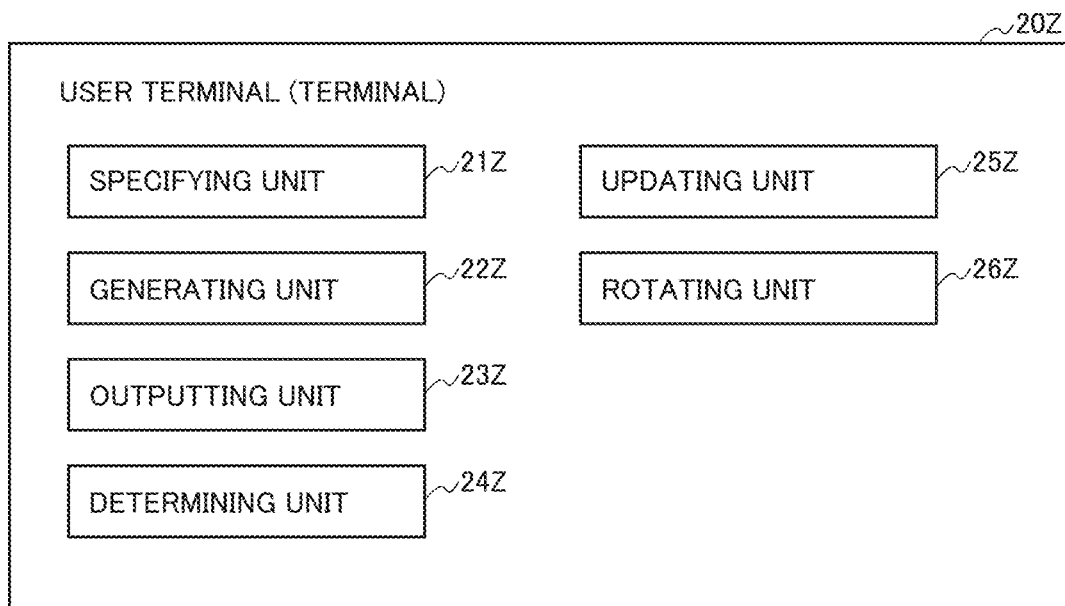 20Z
USER TERMINAL (TERMINAL)
SPECIFYING UNIT
21Z
GENERATING UNIT
22Z
OUTPUTTING UNIT
23Z
DETERMINING UNIT
24Z
UPDATING UNIT
25Z
ROTATING UNIT
26Z